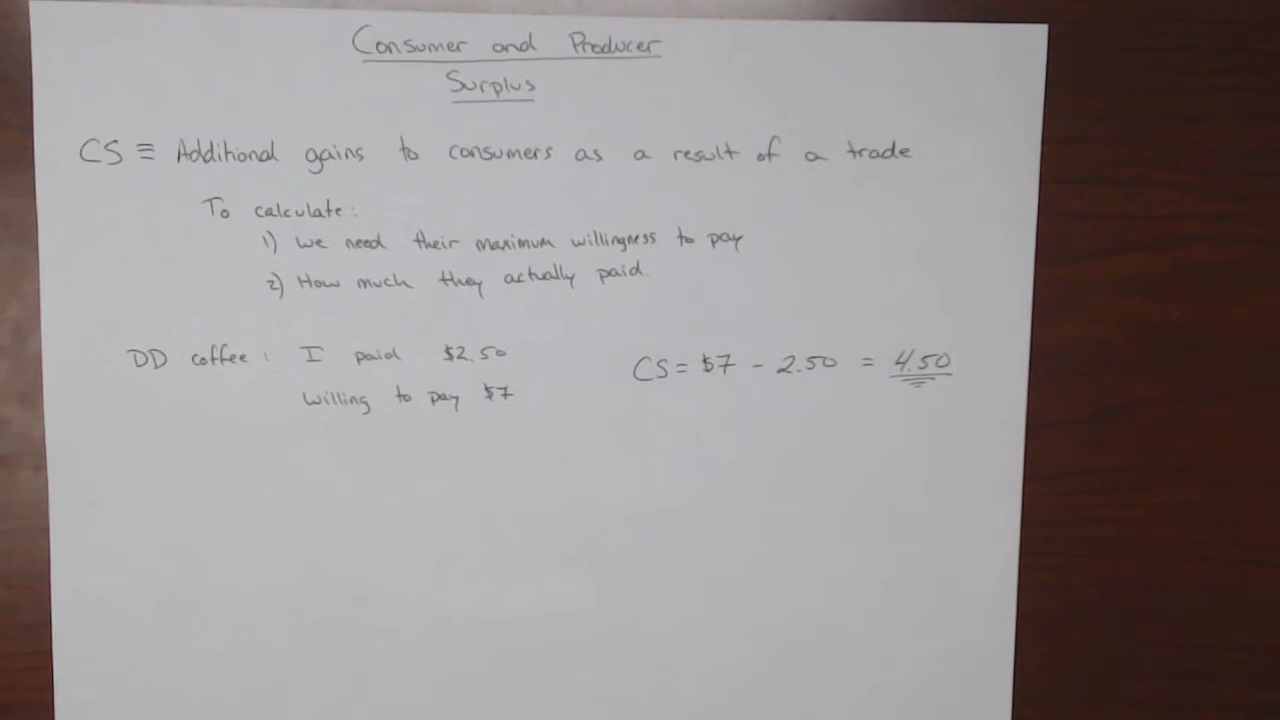 Consumer and Producer
Surplus
CS ≡ Additional gains to consumers as a result of a trade
To calculate:
1) we need their maximum willingness to pay
2) How much they actually paid.
DD coffee: I paid $2.50
CS = $7 - 2.50 = 4.50
Willing to pay $7